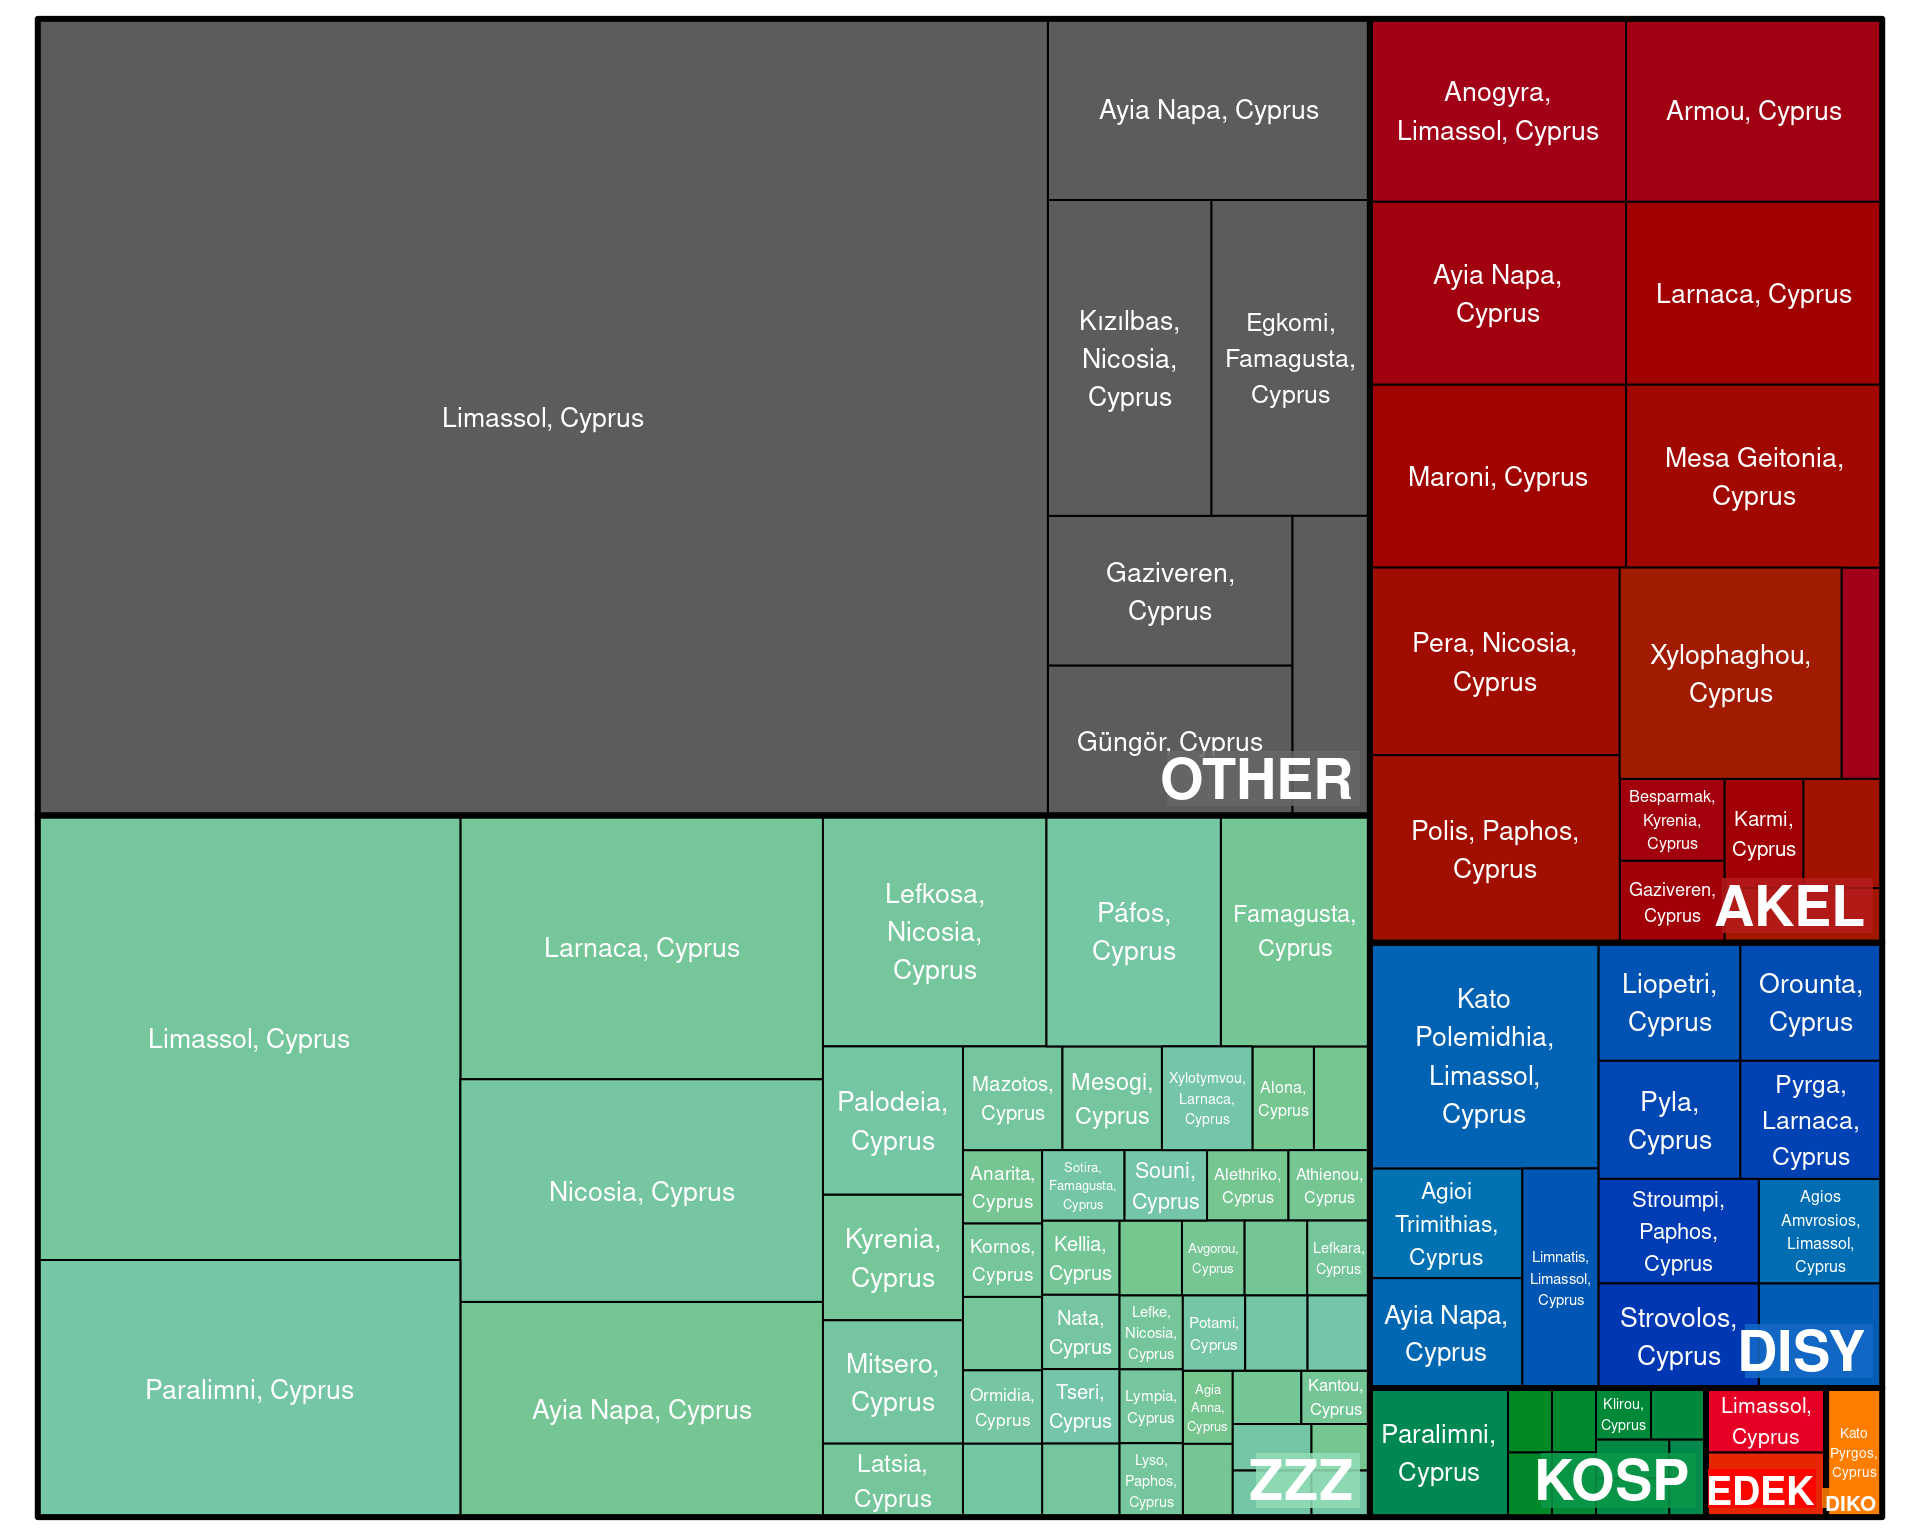 Limassol, Cyprus
Ayia Napa, Cyprus
Kızılbas,
Nicosia,
Cyprus
Egkomi,
Famagusta,
Cyprus
Gaziveren,
Cyprus
Güngör, Cyprus
OTHER
Anogyra,
Limassol, Cyprus
Armou, Cyprus
Ayia Napa,
Cyprus
Larnaca, Cyprus
Maroni, Cyprus
Mesa Geitonia,
Cyprus
Pera, Nicosia,
Cyprus
Xylophaghou,
Cyprus
Polis, Paphos,
Cyprus
Besparmak,
Kyrenia,
Cyprus
Karmi,
Cyprus
Gaziveren,
Cyprus
AKEL
Limassol, Cyprus
Larnaca, Cyprus
Nicosia, Cyprus
Paralimni, Cyprus
Ayia Napa, Cyprus
Lefkosa,
Nicosia,
Cyprus
Páfos,
Cyprus
Famagusta,
Cyprus
Palodeia,
Cyprus
Mazotos,
Cyprus
Mesogi,
Cyprus
Xylotymvou,
Larnaca,
Cyprus
Alona,
Cyprus
Anarita,
Cyprus
Sotira,
Famagusta,
Cyprus
Souni,
Cyprus
Alethriko,
Cyprus
Athienou,
Cyprus
Kyrenia,
Cyprus
Kornos,
Cyprus
Kellia,
Cyprus
Avgorou,
Cyprus
Lefkara,
Cyprus
Nata,
Cyprus
Lefke,
Nicosia,
Cyprus
Potami,
Cyprus
Mitsero,
Cyprus
Ormidia,
Cyprus
Tseri,
Cyprus
Lympia,
Cyprus
Agia
Anna,
Cyprus
Kantou,
Cyprus
Latsia,
Cyprus
Lyso,
Paphos,
Cyprus
ZZZ
Kato
Polemidhia,
Limassol,
Cyprus
Liopetri,
Cyprus
Orounta,
Cyprus
Pyla,
Cyprus
Pyrga,
Larnaca,
Cyprus
Agioi
Trimithias,
Cyprus
Limnatis,
Limassol,
Cyprus
Stroumpi,
Paphos,
Cyprus
Agios
Amvrosios,
Limassol,
Cyprus
Ayia Napa,
Cyprus
Strovolos,
Cyprus
DISY
Paralimni,
Cyprus
Klirou,
Cyprus
KOSP
Limassol,
Cyprus
EDEK
Kato
Pyrgos,
Cyprus
DIKO